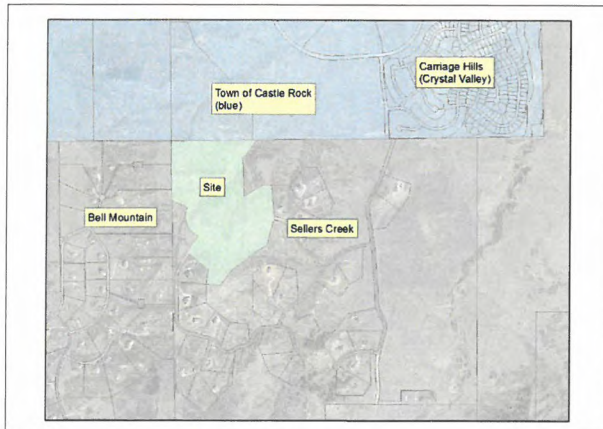 Carriage Hills
(Crystal Valley)
Town of Castle Rock
(blue)
Site
Bell Mountain
Sellers Creek